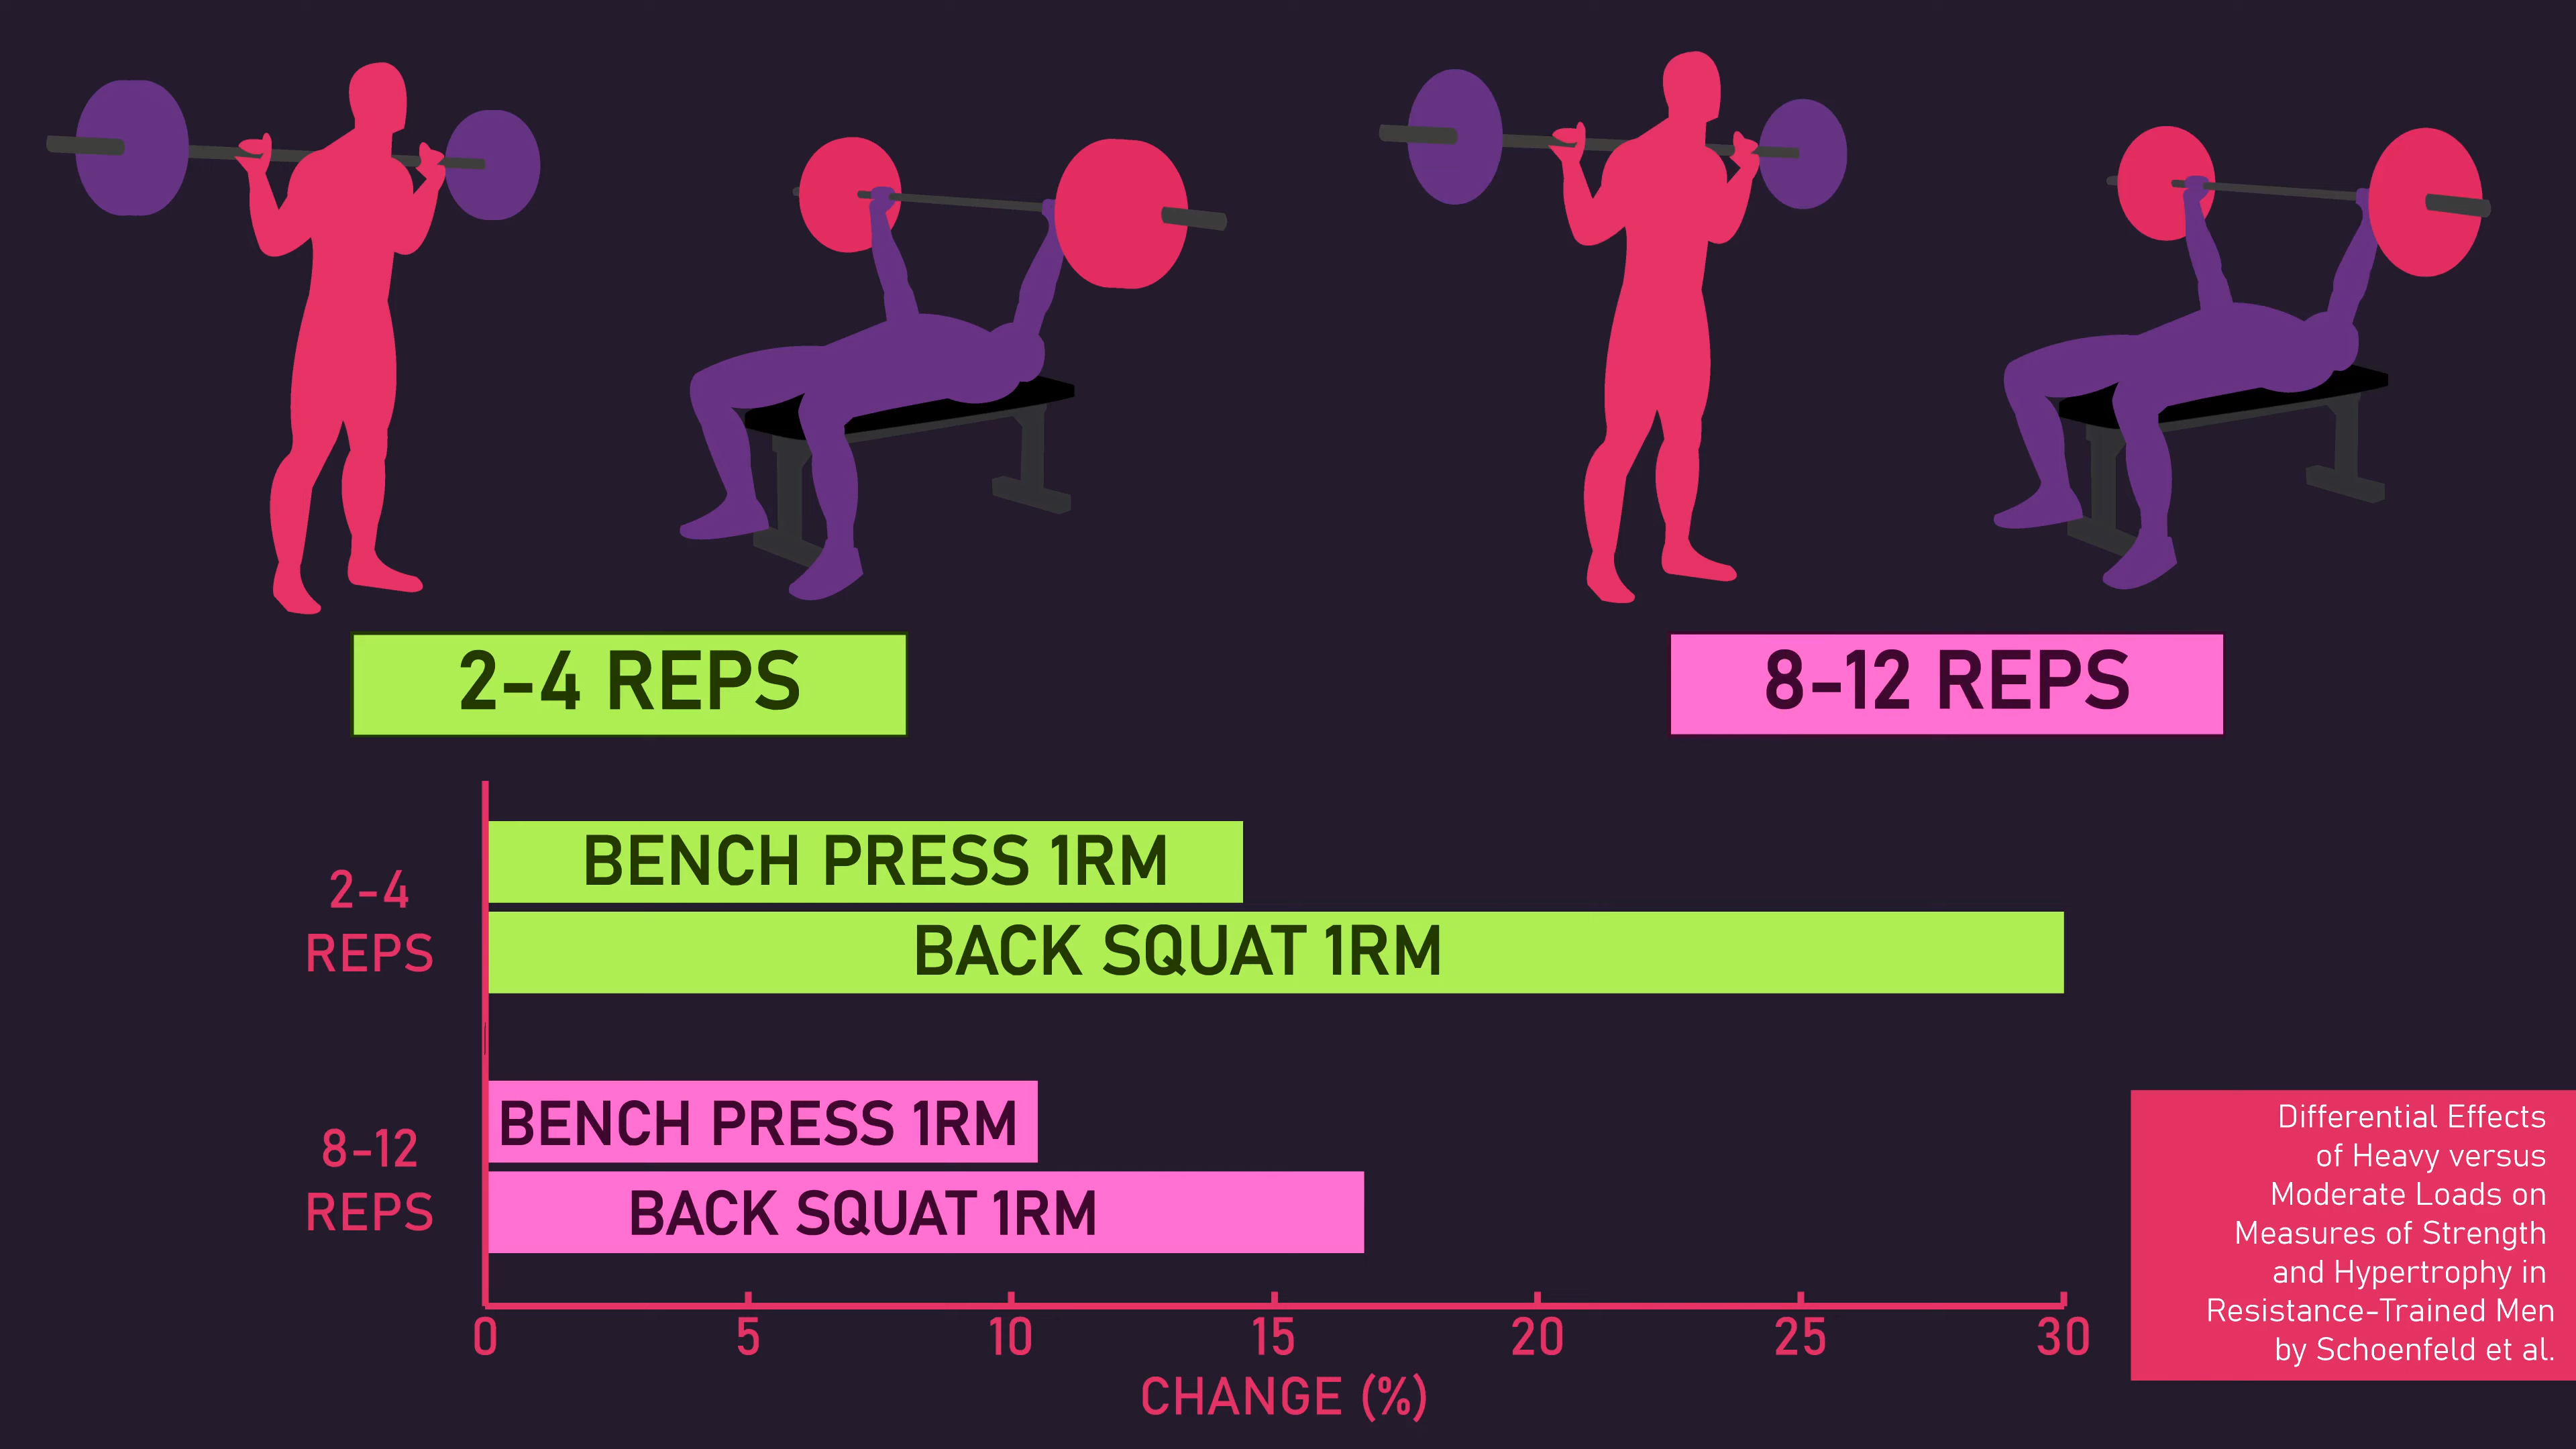 2-4 REPS
8-12 REPS
2-4
REPS
BENCH PRESS 1RM
BACK SQUAT 1RM
8-12
REPS
BENCH PRESS 1RM
BACK SQUAT 1RM
0 5 10 15 20 25 30
CHANGE (%)
Differential Effects
of Heavy versus
Moderate Loads on
Measures of Strength
and Hypertrophy in
Resistance-Trained Men
by Schoenfeld et al.